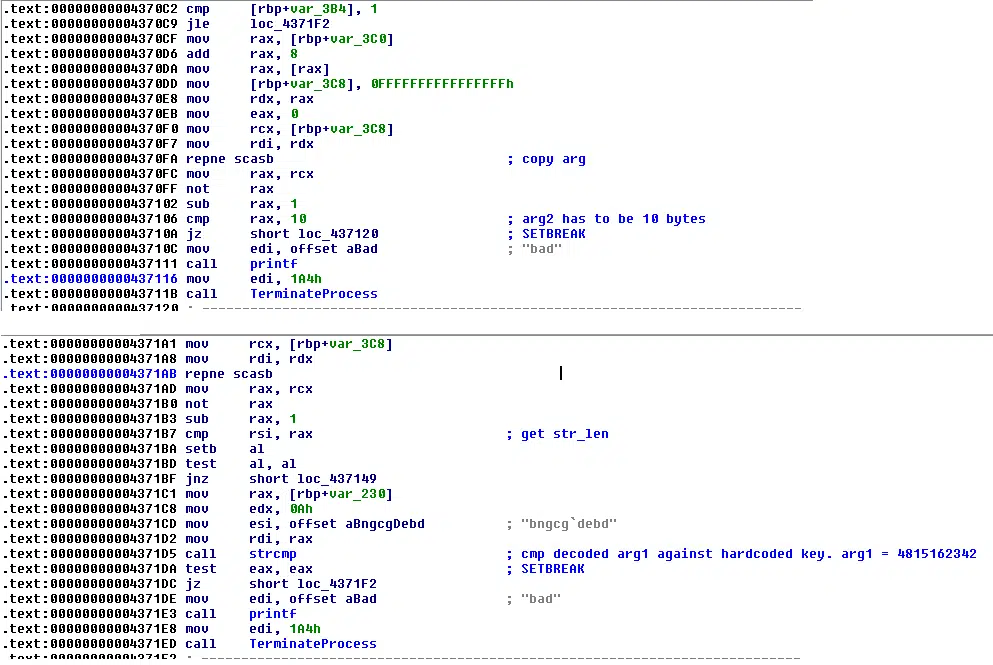 .text:00000000004370C2 cmp [rbp+var_3B4], 1
.text:00000000004370C9 jle loc_4371F2
.text:00000000004370CF mov rax, [rbp+var_3C0]
.text:00000000004370D6 add rax, 8
.text:00000000004370DA mov rax, [rax]
.text:00000000004370DD mov [rbp+var_3C8], 0FFFFFFFFFFFFFFFFh
.text:00000000004370E8 mov rdx, rax
.text:00000000004370EB mov eax, 0
.text:00000000004370F0 mov rcx, [rbp+var_3C8]
.text:00000000004370F7 mov rdi, rdx
.text:00000000004370FA repne scasb ; copy arg
.text:00000000004370FC mov rax, rcx
.text:00000000004370FF not rax
.text:0000000000437102 sub rax, 1
.text:0000000000437106 cmp rax, 10 ; arg2 has to be 10 bytes
.text:000000000043710A jz short loc_437120 ; SETBREAK
.text:000000000043710C mov edi, offset aBad ; "bad"
.text:0000000000437111 call printf
.text:0000000000437116 mov edi, 1A4h
.text:000000000043711B call TerminateProcess
.text:0000000000437120 ; ---------------------------------------------------------------------------
.text:00000000004371A1 mov rcx, [rbp+var_3C8]
.text:00000000004371A8 mov rdi, rdx
.text:00000000004371AB repne scasb
.text:00000000004371AD mov rax, rcx
.text:00000000004371B0 not rax
.text:00000000004371B3 sub rax, 1
.text:00000000004371B7 cmp rsi, rax ; get str_len
.text:00000000004371BA setb al
.text:00000000004371BD test al, al
.text:00000000004371BF jnz short loc_437149
.text:00000000004371C1 mov rax, [rbp+var_230]
.text:00000000004371C8 mov edx, 0Ah
.text:00000000004371CD mov esi, offset aBngcgDebd ; "bngcg`debd"
.text:00000000004371D2 mov rdi, rax
.text:00000000004371D5 call strcmp ; cmp decoded arg1 against hardcoded key. arg1 = 4815162342
.text:00000000004371DA test eax, eax ; SETBREAK
.text:00000000004371DC jz short loc_4371F2
.text:00000000004371DE mov edi, offset aBad ; "bad"
.text:00000000004371E3 call printf
.text:00000000004371E8 mov edi, 1A4h
.text:00000000004371ED call TerminateProcess
.text:00000000004371F2 ; ---------------------------------------------------------------------------